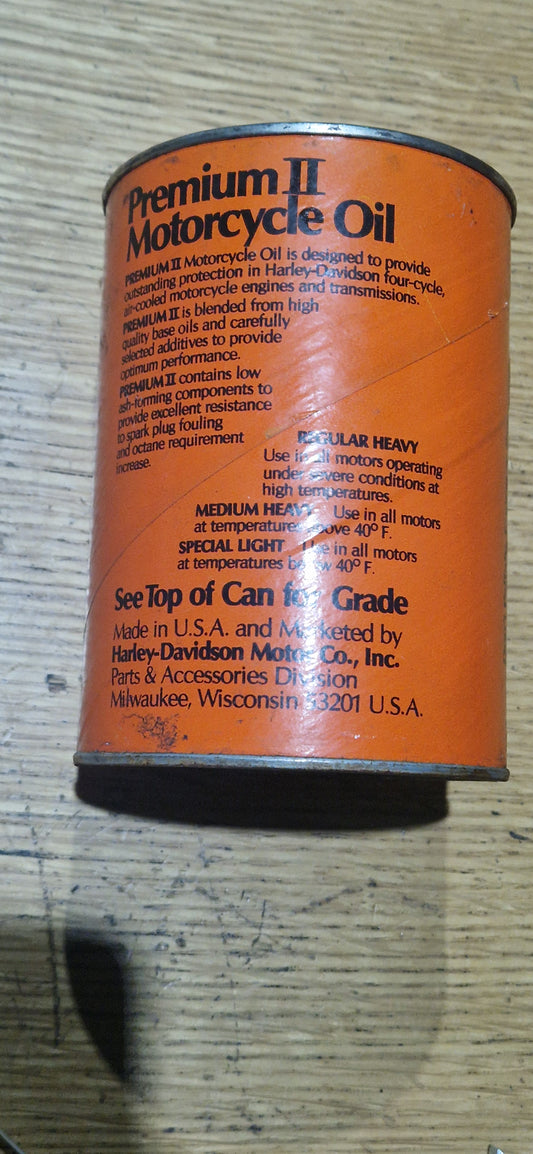 Premium II
Motorcycle Oil
PREMIUM II Motorcycle Oil is designed to provide
outstanding protection in Harley-Davidson four-cycle,
air-cooled motorcycle engines and transmissions.
PREMIUM II is blended from high
quality base oils and carefully
selected additives to provide
optimum performance.
PREMIUM II contains low
ash-forming components to
provide excellent resistance
to spark plug fouling
and octane requirement
increase.
REGULAR HEAVY
Use in all motors operating
under severe conditions at
high temperatures.
MEDIUM HEAVY Use in all motors
at temperatures above 40° F.
SPECIAL LIGHT Use in all motors
at temperatures below 40° F.
See Top of Can for Grade
Made in U.S.A. and Marketed by
Harley-Davidson Motor Co., Inc.
Parts & Accessories Division
Milwaukee, Wisconsin 53201 U.S.A.